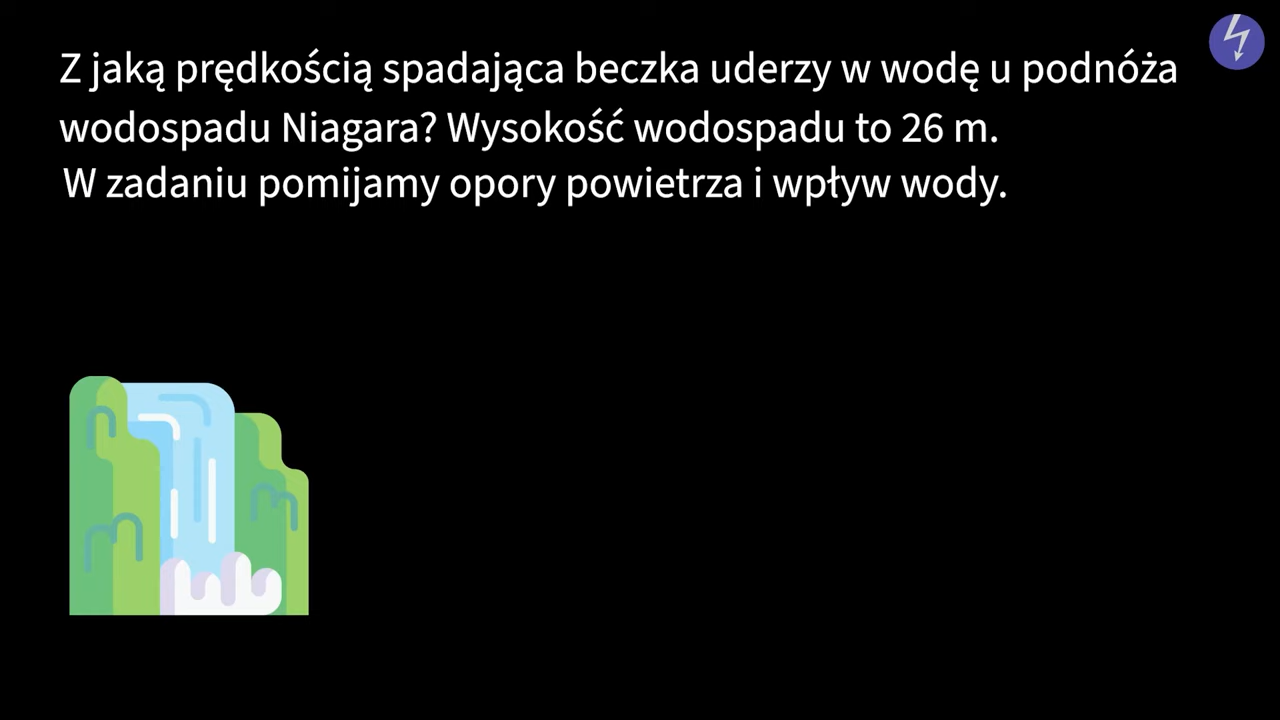 Z jaką prędkością spadająca beczka uderzy w wodę u podnóża
wodospadu Niagara? Wysokość wodospadu to 26 m.
W zadaniu pomijamy opory powietrza i wpływ wody.